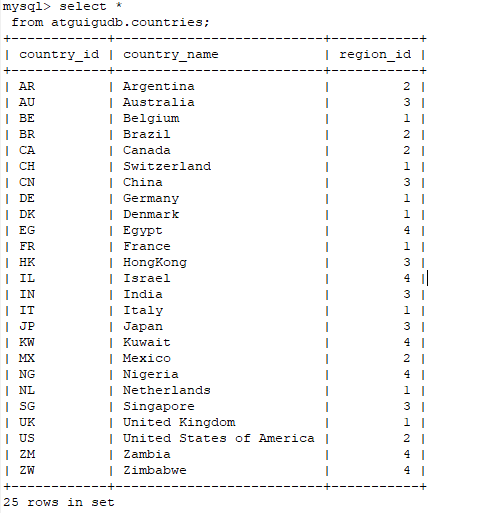 mysql> select *
 from atguigudb.countries;
+------------+--------------------------+-----------+
| country_id | country_name             | region_id |
+------------+--------------------------+-----------+
| AR         | Argentina                |         2 |
| AU         | Australia                |         3 |
| BE         | Belgium                  |         1 |
| BR         | Brazil                   |         2 |
| CA         | Canada                   |         2 |
| CH         | Switzerland              |         1 |
| CN         | China                    |         3 |
| DE         | Germany                  |         1 |
| DK         | Denmark                  |         1 |
| EG         | Egypt                    |         4 |
| FR         | France                   |         1 |
| HK         | HongKong                 |         3 |
| IL         | Israel                   |         4 |
| IN         | India                    |         3 |
| IT         | Italy                    |         1 |
| JP         | Japan                    |         3 |
| KW         | Kuwait                   |         4 |
| MX         | Mexico                   |         2 |
| NG         | Nigeria                  |         4 |
| NL         | Netherlands              |         1 |
| SG         | Singapore                |         3 |
| UK         | United Kingdom           |         1 |
| US         | United States of America |         2 |
| ZM         | Zambia                   |         4 |
| ZW         | Zimbabwe                 |         4 |
+------------+--------------------------+-----------+
25 rows in set